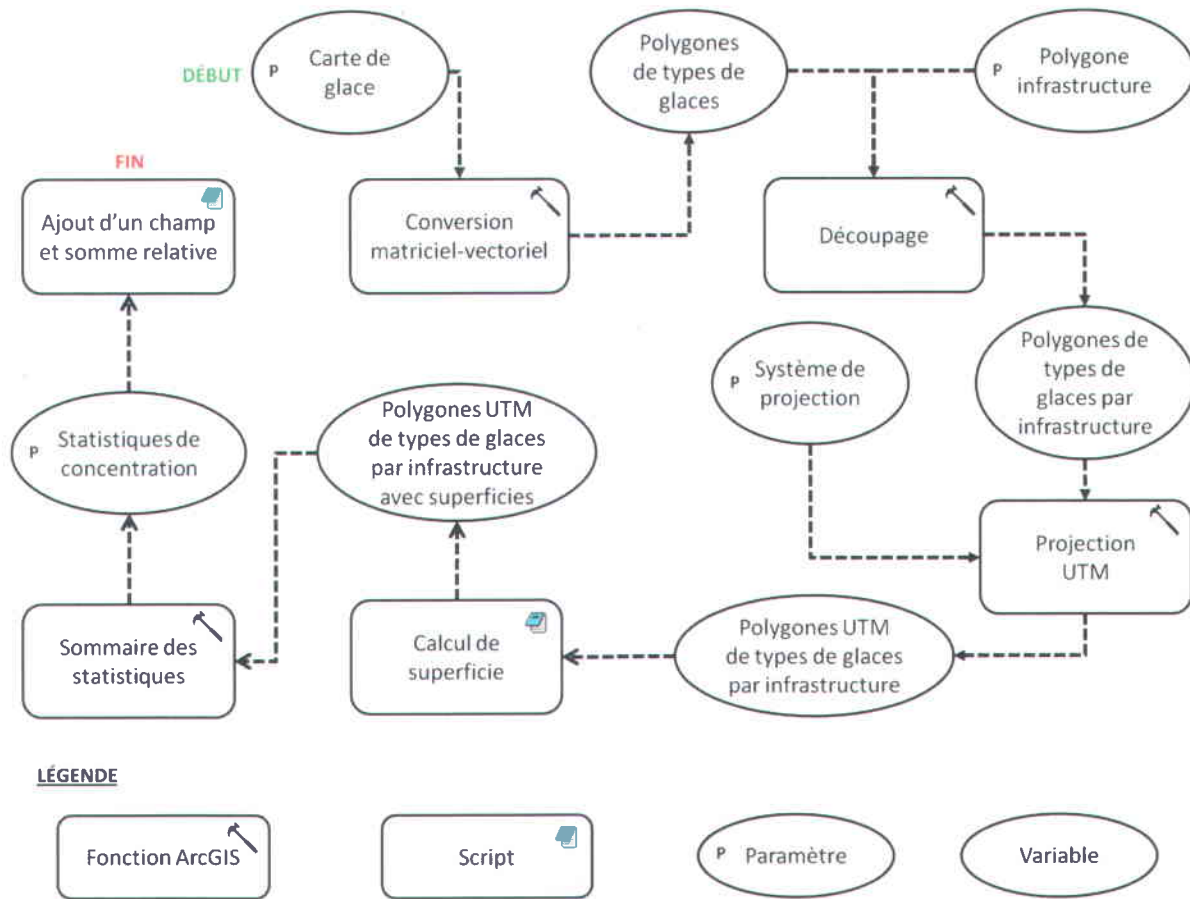 DÉBUT
P
Carte de
glace
Polygones
de types de
glaces
P
Polygone
infrastructure
FIN
Ajout d'un champ
et somme relative
Conversion
matriciel-vectoriel
Découpage
P
Statistiques de
concentration
Polygones UTM
de types de glaces
par infrastructure
avec superficies
P
Système de
projection
Polygones de
types de
glaces par
infrastructure
Projection
UTM
Sommaire des
statistiques
Calcul de
superficie
Polygones UTM
de types de glaces
par infrastructure
LÉGENDE
Fonction ArcGIS
Script
P
Paramètre
Variable